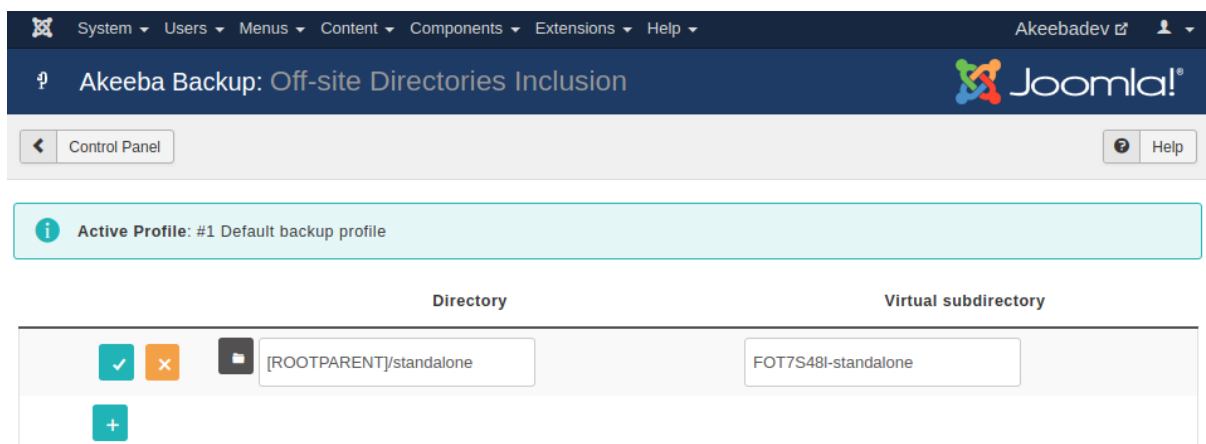 System Users Menus Content Components Extensions Help Akeebadev
Akeeba Backup: Off-site Directories Inclusion Joomla!®
Control Panel Help
Active Profile: #1 Default backup profile
Directory Virtual subdirectory
[ROOTPARENT]/standalone FOT7S48l-standalone